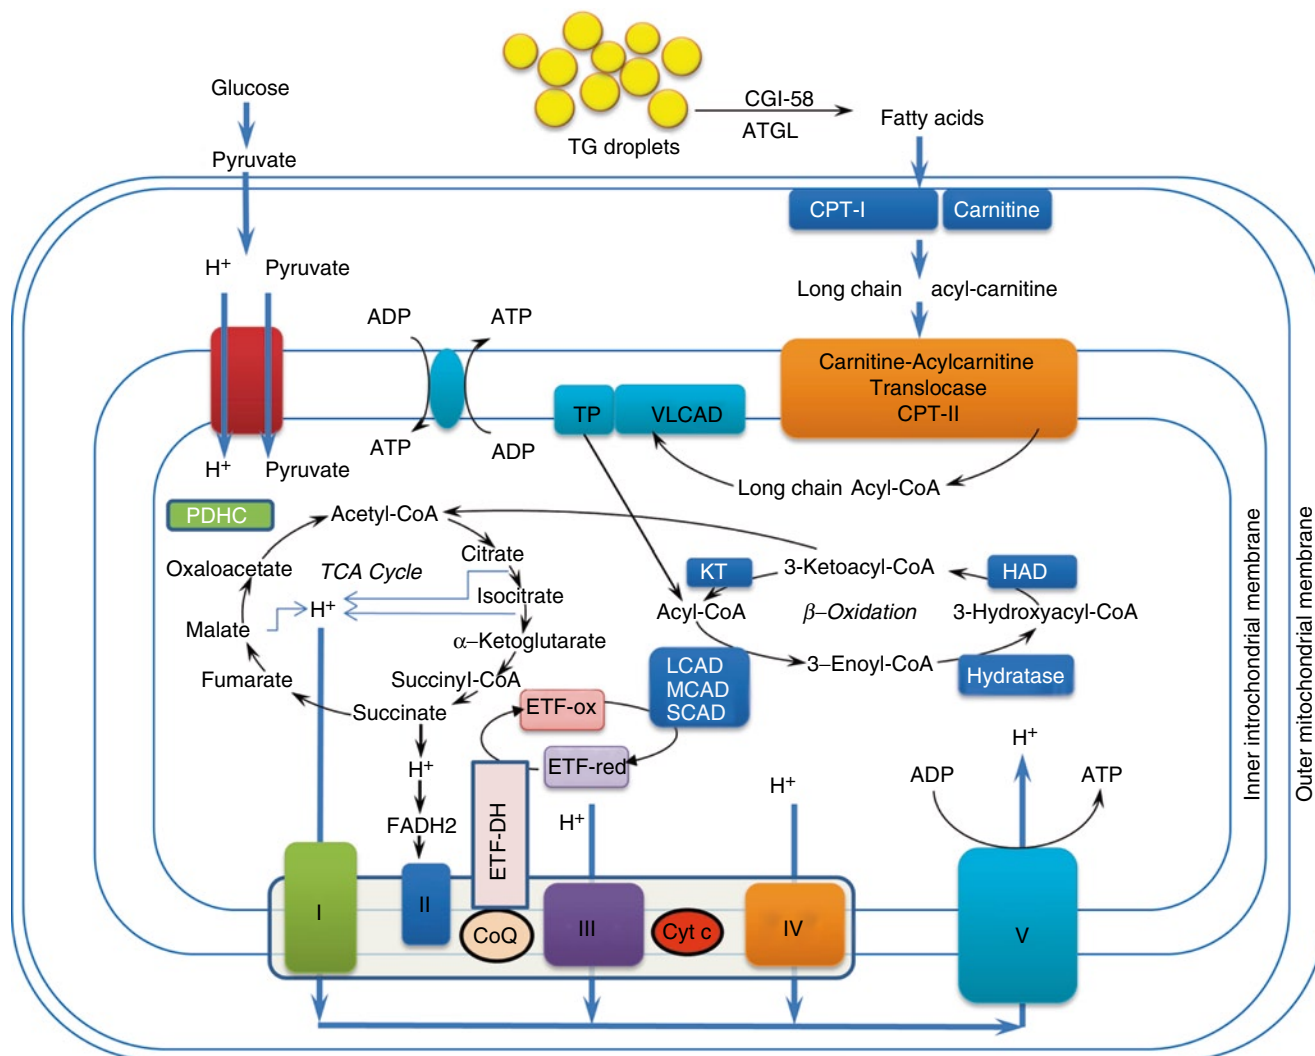 Glucose
Pyruvate
CGI-58
ATGL
TG droplets
Fatty acids
CPT-I
Carnitine
H+ Pyruvate
Long chain acyl-carnitine
ADP ATP
Carnitine-Acylcarnitine
Translocase
CPT-II
TP VLCAD
ATP ADP
H+ Pyruvate
Long chain Acyl-CoA
PDHC
Acetyl-CoA
Citrate
Oxaloacetate
TCA Cycle
Isocitrate
H+
Malate
α–Ketoglutarate
Fumarate
Succinyl-CoA
Succinate
H+
FADH2
KT
3-Ketoacyl-CoA
HAD
Acyl-CoA
β–Oxidation
3-Hydroxyacyl-CoA
3–Enoyl-CoA
Hydratase
LCAD
MCAD
SCAD
ETF-ox
ETF-red
ETF-DH
H+
H+
H+
ADP ATP
I
II
CoQ
III
Cyt c
IV
V
Inner introchondrial membrane
Outer mitochondrial membrane